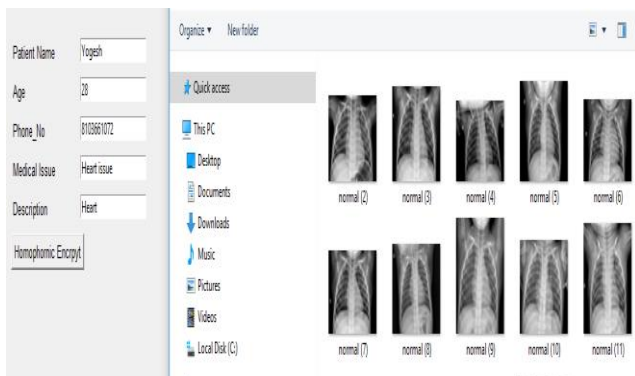 Patient Name Yogesh
Age 28
Phone_No 8103661072
Medical Issue Heart issue
Description Heart
Homophomic Encrpyt
Organize New folder
Quick access
This PC
Desktop
Documents
Downloads
Music
Pictures
Videos
Local Disk (C:)
normal (2) normal (3) normal (4) normal (5) normal (6)
normal (7) normal (8) normal (9) normal (10) normal (11)